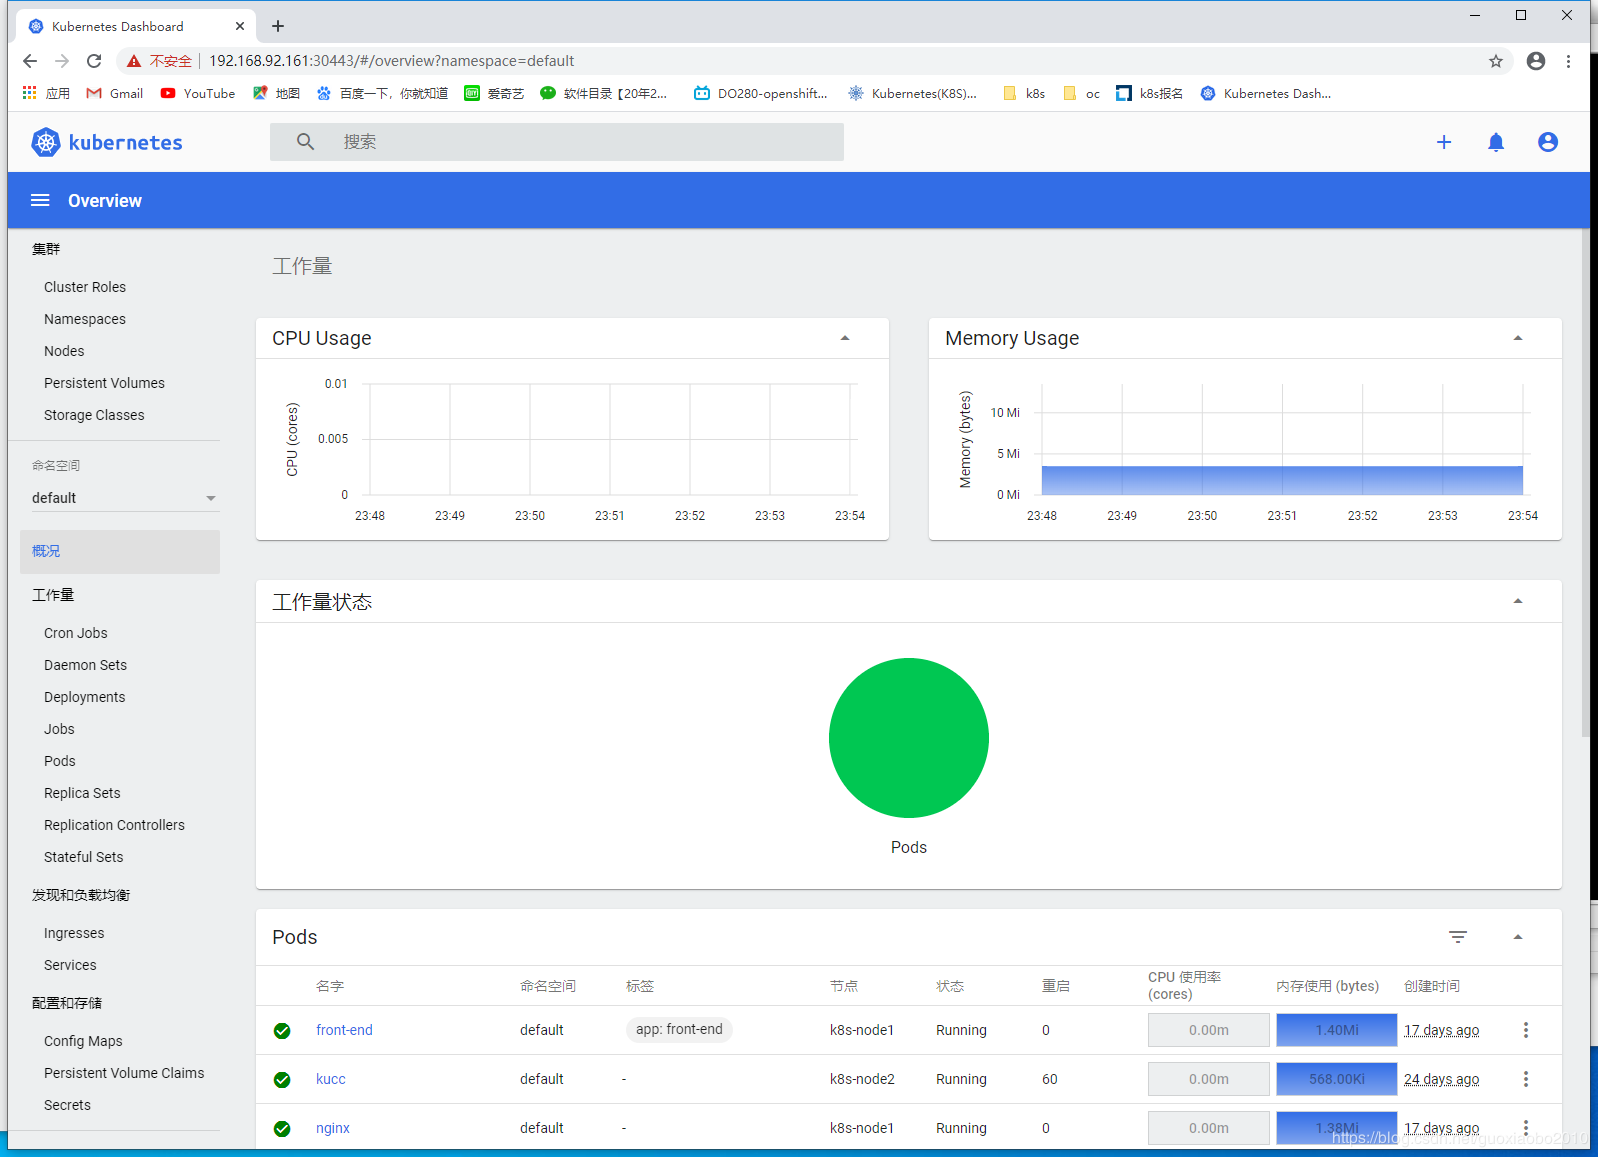 Kubernetes Dashboard
不安全 192.168.92.161:30443/#/overview?namespace=default
应用 Gmail YouTube 地图 百度一下，你就知道 爱奇艺 软件目录【20年2... DO280-openshift... Kubernetes(K8S)... k8s oc k8s报名 Kubernetes Dash...
kubernetes 搜索
Overview
集群
Cluster Roles
Namespaces
Nodes
Persistent Volumes
Storage Classes
命名空间
default
概况
工作量
Cron Jobs
Daemon Sets
Deployments
Jobs
Pods
Replica Sets
Replication Controllers
Stateful Sets
发现和负载均衡
Ingresses
Services
配置和存储
Config Maps
Persistent Volume Claims
Secrets
工作量
CPU Usage
CPU (cores)
0.01
0.005
0
23:48 23:49 23:50 23:51 23:52 23:53 23:54
Memory Usage
Memory (bytes)
10 Mi
5 Mi
0 Mi
23:48 23:49 23:50 23:51 23:52 23:53 23:54
工作量状态
Pods
Pods
名字 命名空间 标签 节点 状态 重启 CPU 使用率 (cores) 内存使用 (bytes) 创建时间
front-end default app: front-end k8s-node1 Running 0 0.00m 1.40Mi 17 days ago
kucc default - k8s-node2 Running 60 0.00m 568.00Ki 24 days ago
nginx default - k8s-node1 Running 0 0.00m 1.38Mi 17 days ago
https://blog.csdn.net/guoxiaobo2010